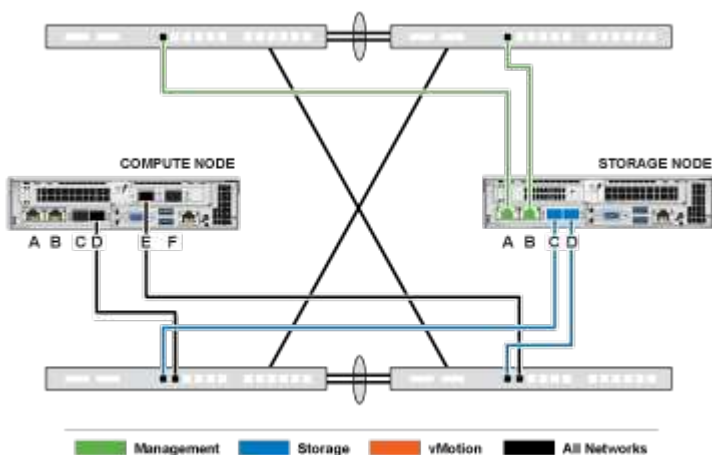 COMPUTE NODE STORAGE NODE
A B C D E F A B C D
Management Storage vMotion All Networks